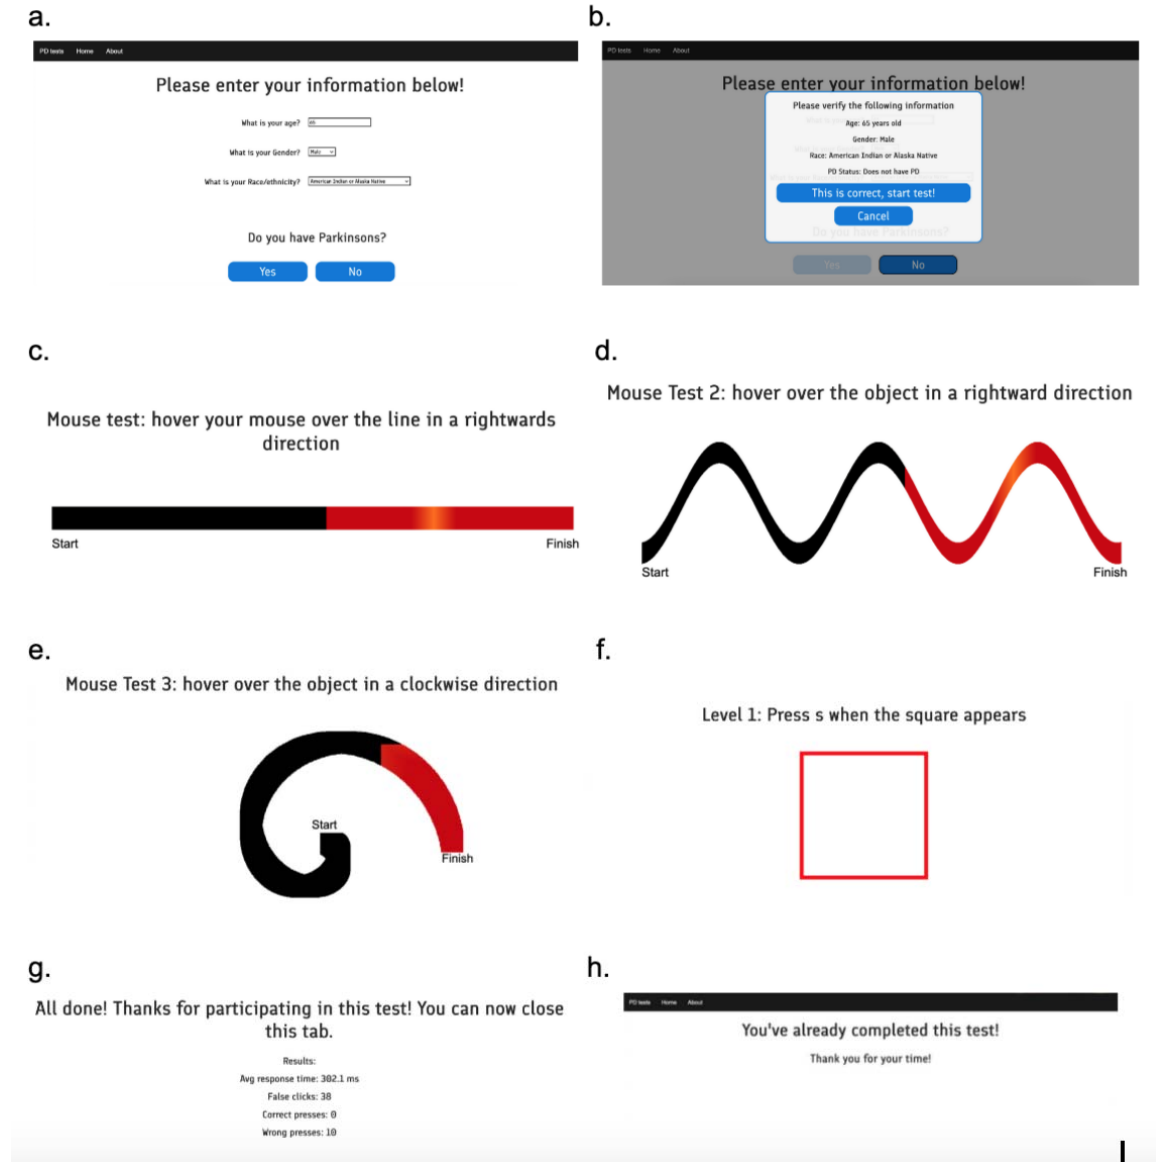 a.
PD tests Home About
Please enter your information below!
What is your age? 65
What is your Gender? Male
What is your Race/ethnicity? American Indian or Alaska Native
Do you have Parkinsons?
Yes No
b.
PD tests Home About
Please enter your information below!
Please verify the following information
Age: 65 years old
Gender: Male
Race: American Indian or Alaska Native
PD Status: Does not have PD
This is correct, start test!
Cancel
Do you have Parkinsons?
Yes No
c.
Mouse test: hover your mouse over the line in a rightwards
direction
Start Finish
d.
Mouse Test 2: hover over the object in a rightward direction
Start Finish
e.
Mouse Test 3: hover over the object in a clockwise direction
Start
Finish
f.
Level 1: Press s when the square appears
g.
All done! Thanks for participating in this test! You can now close
this tab.
Results:
Avg response time: 302.1 ms
False clicks: 38
Correct presses: 0
Wrong presses: 10
h.
PD tests Home About
You've already completed this test!
Thank you for your time!